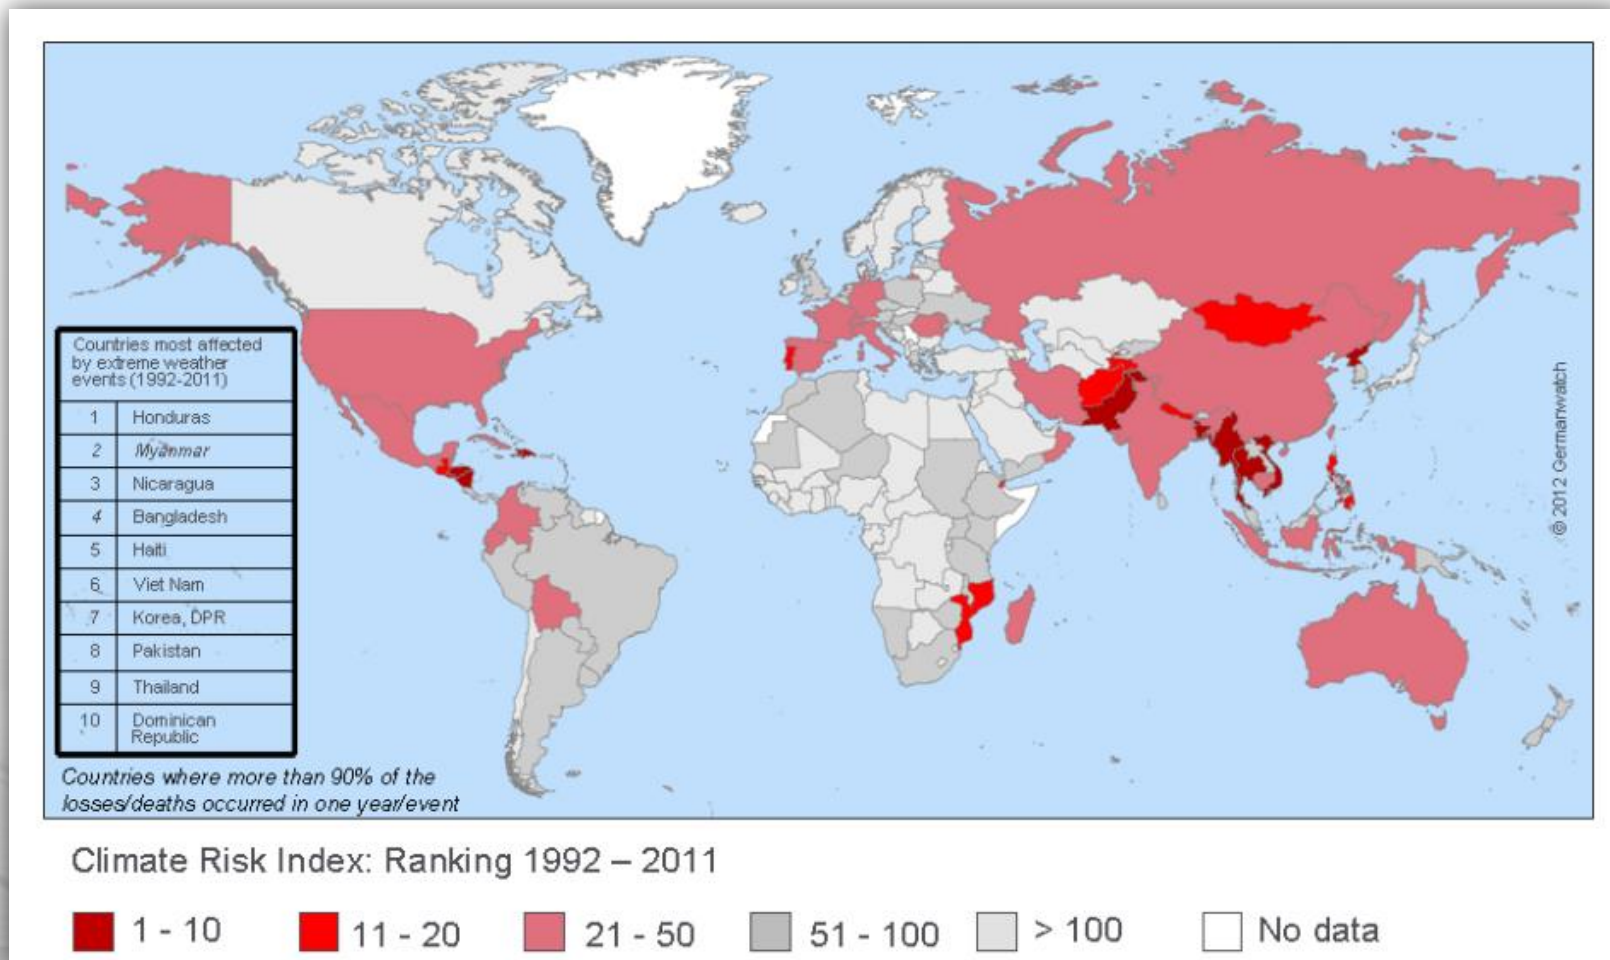 Countries most affected
by extreme weather
events (1992-2011)
1 Honduras
2 Myanmar
3 Nicaragua
4 Bangladesh
5 Haiti
6 Viet Nam
7 Korea, DPR
8 Pakistan
9 Thailand
10 Dominican
Republic
Countries where more than 90% of the
losses/deaths occurred in one year/event
© 2012 Germanwatch
Climate Risk Index: Ranking 1992 – 2011
1 - 10 11 - 20 21 - 50 51 - 100 > 100 No data